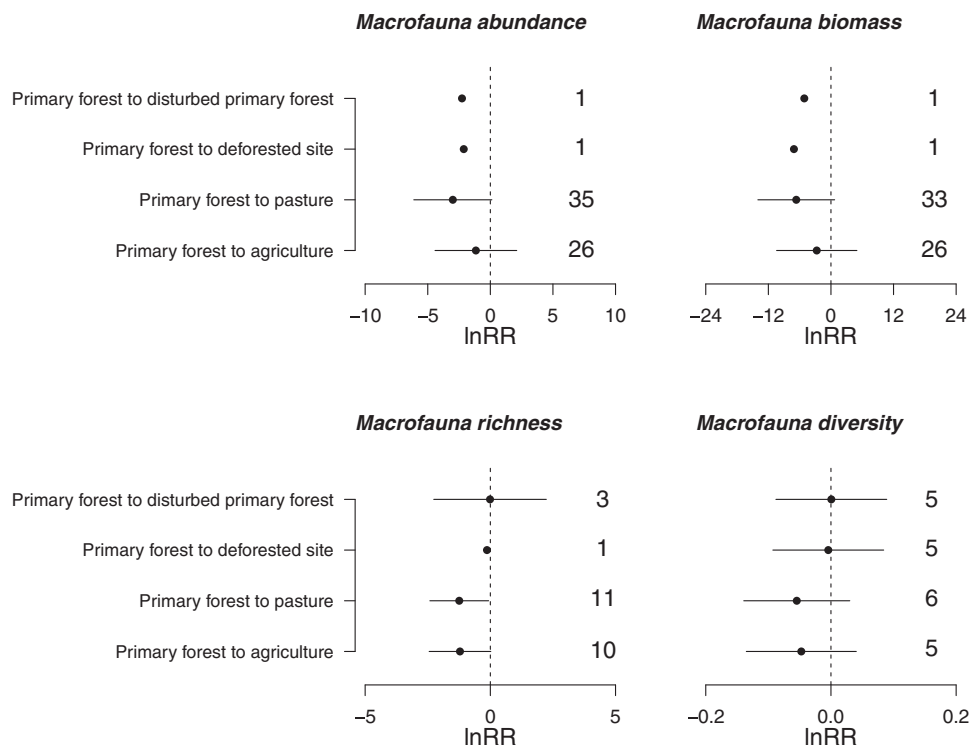 Macrofauna abundance
Macrofauna biomass
Primary forest to disturbed primary forest 1 1
Primary forest to deforested site 1 1
Primary forest to pasture 35 33
Primary forest to agriculture 26 26
−10 −5 0 5 10 −24 −12 0 12 24
lnRR lnRR
Macrofauna richness
Macrofauna diversity
Primary forest to disturbed primary forest 3 5
Primary forest to deforested site 1 5
Primary forest to pasture 11 6
Primary forest to agriculture 10 5
−5 0 5 −0.2 0.0 0.2
lnRR lnRR